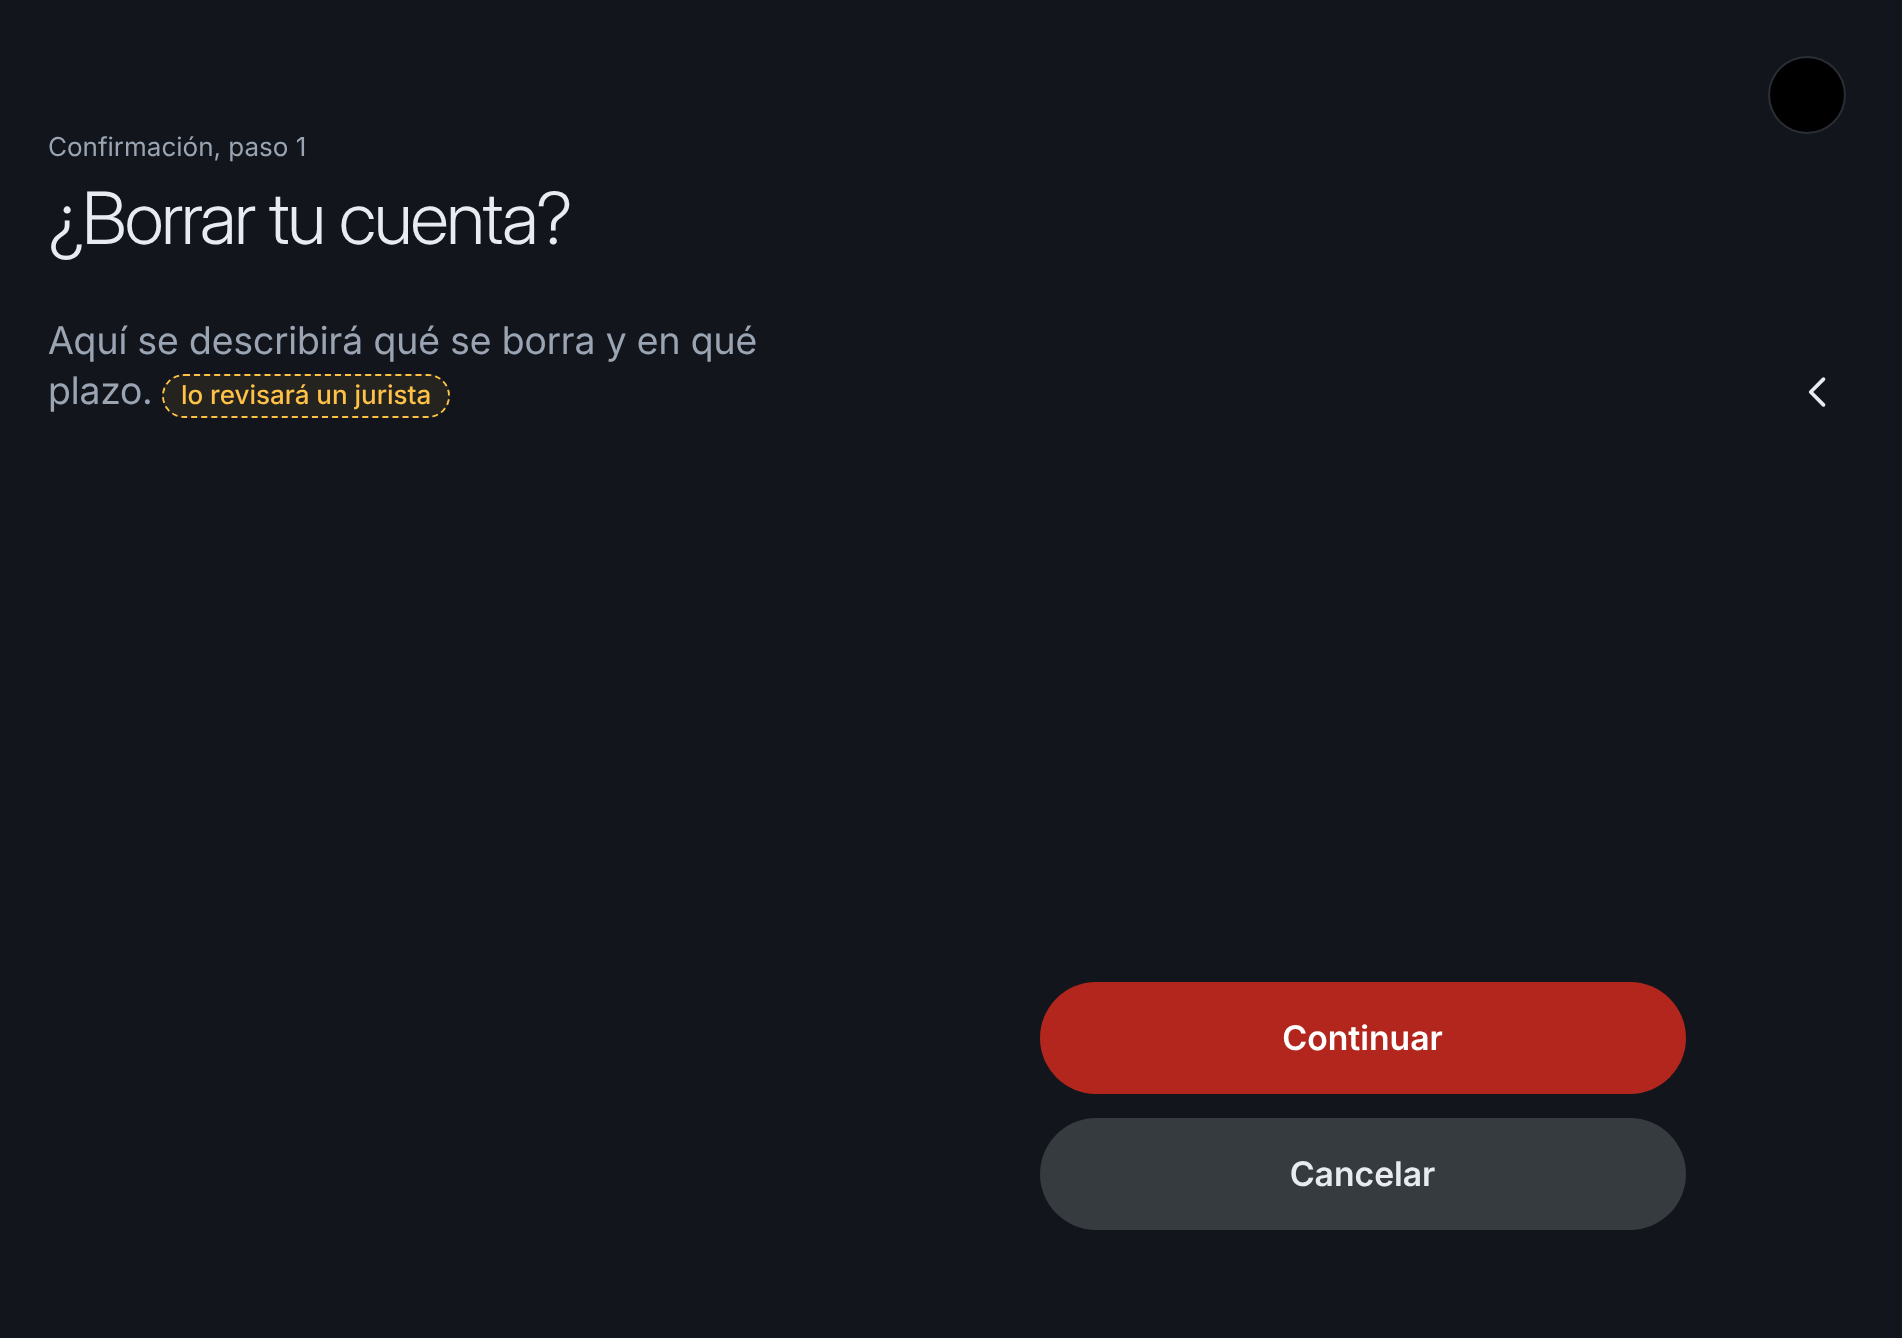 Confirmación, paso 1
¿Borrar tu cuenta?
Aquí se describirá qué se borra y en qué
plazo. lo revisará un jurista
Continuar
Cancelar